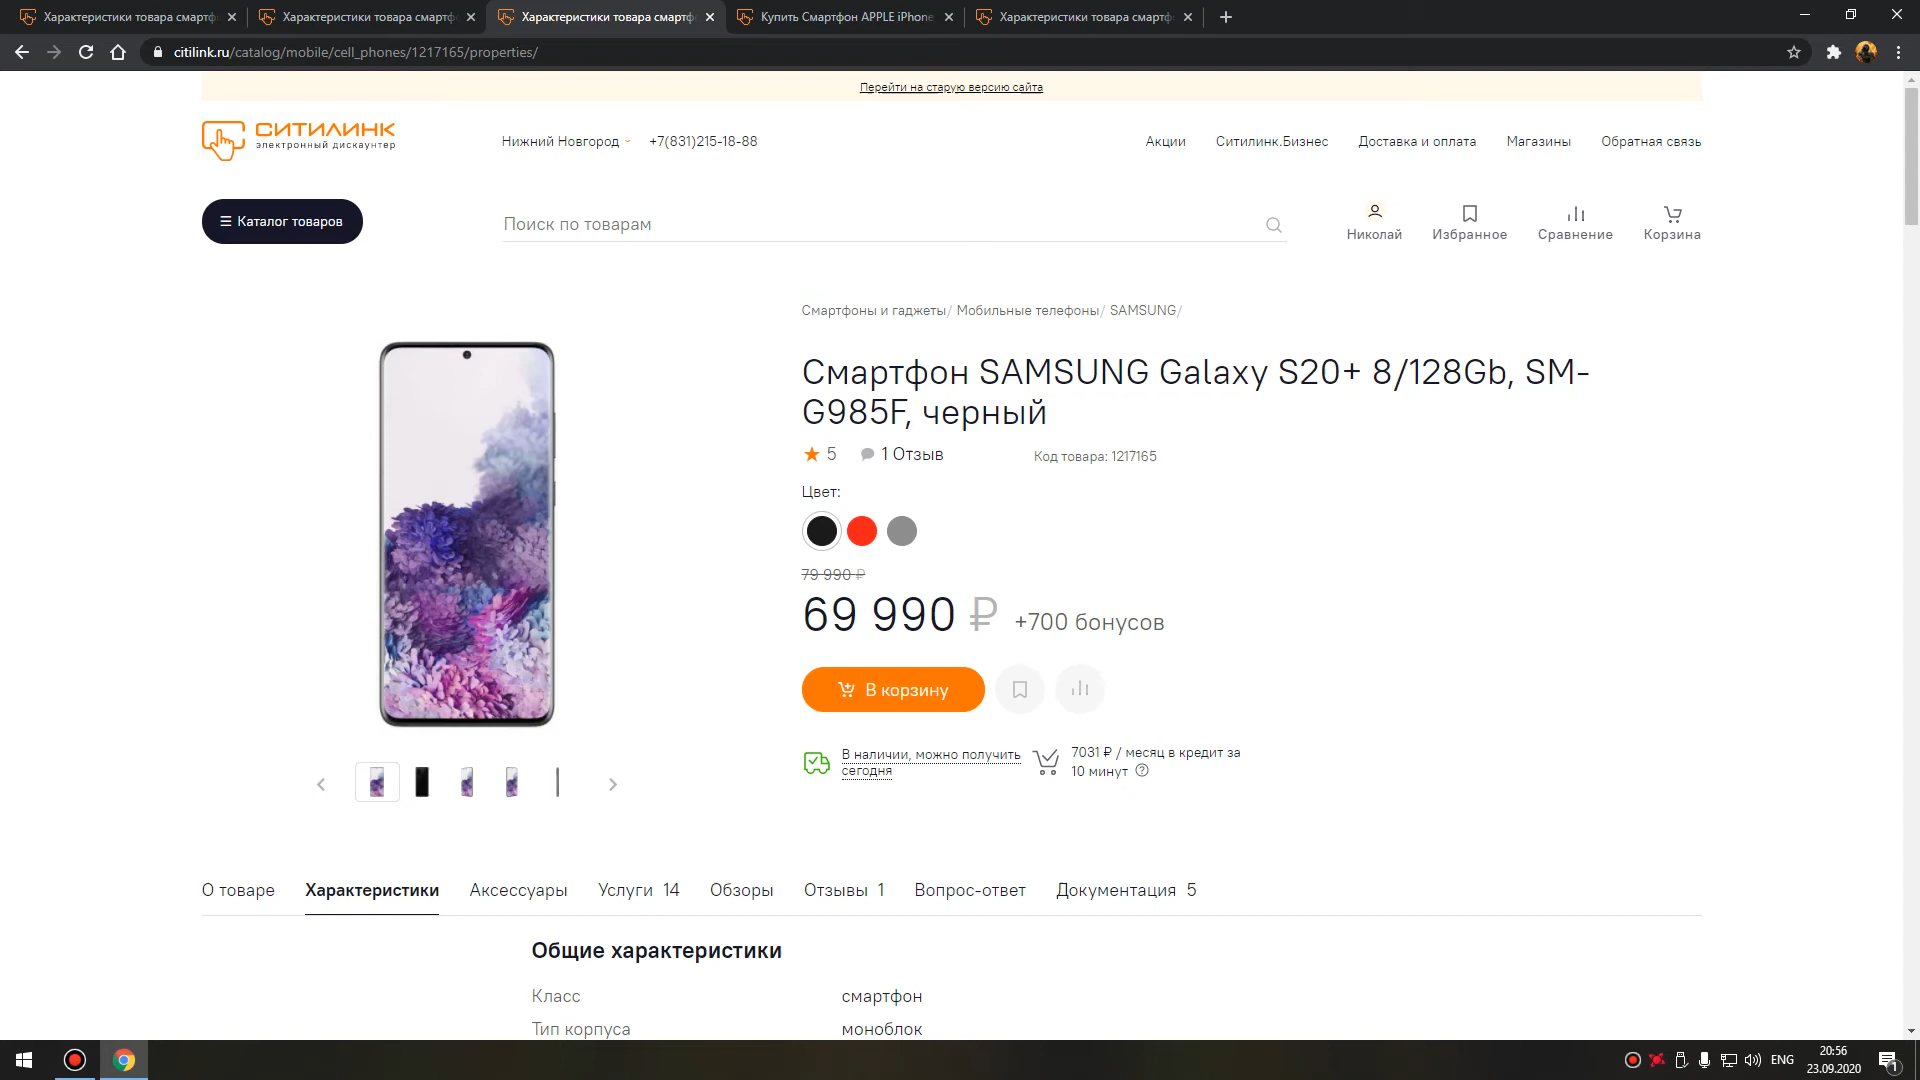 Характеристики товара смартф
Характеристики товара смартф
Характеристики товара смартф
Купить Смартфон APPLE iPhone
Характеристики товара смартф
citilink.ru/catalog/mobile/cell_phones/1217165/properties/
Перейти на старую версию сайта
СИТИЛИНК
электронный дискаунтер
Нижний Новгород
+7(831)215-18-88
Акции
Ситилинк.Бизнес
Доставка и оплата
Магазины
Обратная связь
Каталог товаров
Поиск по товарам
Николай
Избранное
Сравнение
Корзина
Смартфоны и гаджеты/ Мобильные телефоны/ SAMSUNG/
Смартфон SAMSUNG Galaxy S20+ 8/128Gb, SM-
G985F, черный
5
1 Отзыв
Код товара: 1217165
Цвет:
79 990 ₽
69 990 ₽
+700 бонусов
В корзину
В наличии, можно получить
сегодня
7031 ₽ / месяц в кредит за
10 минут
О товаре
Характеристики
Аксессуары
Услуги 14
Обзоры
Отзывы 1
Вопрос-ответ
Документация 5
Общие характеристики
Класс
смартфон
Тип корпуса
моноблок
ENG
20:56
23.09.2020
1